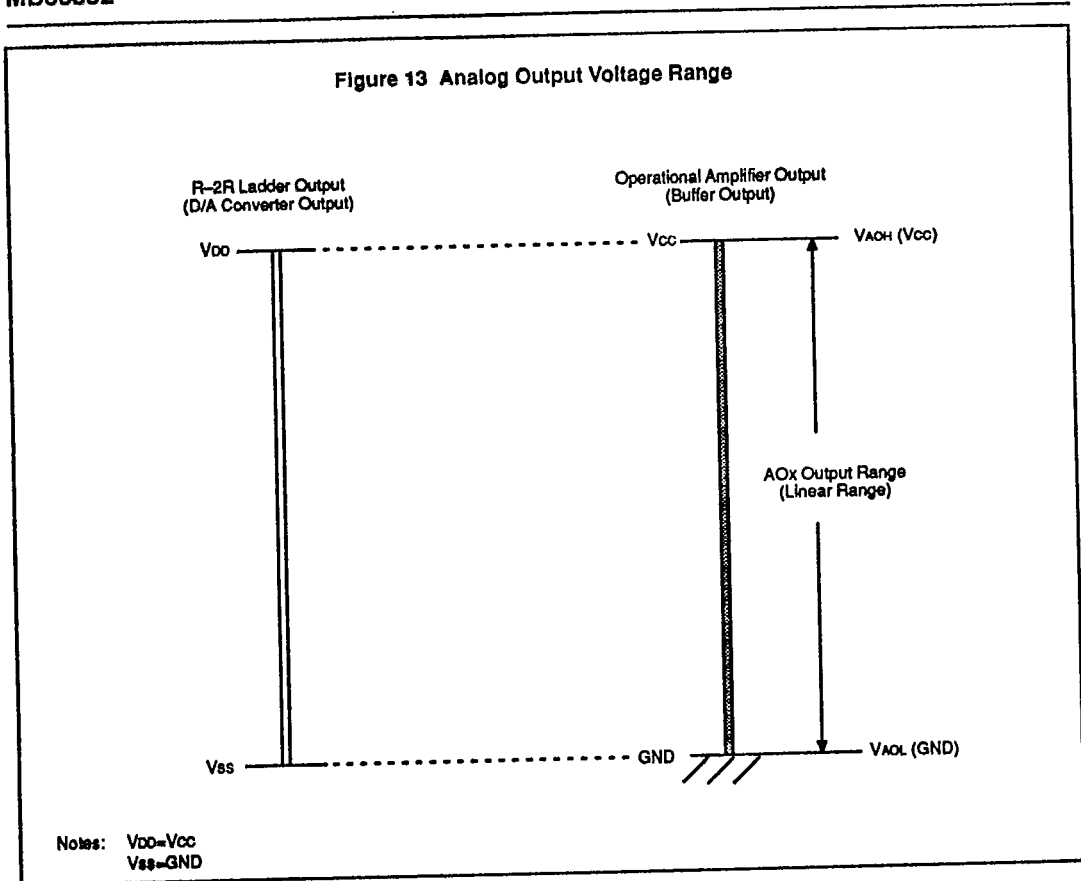 Figure 13 Analog Output Voltage Range
R–2R Ladder Output
(D/A Converter Output)
Operational Amplifier Output
(Buffer Output)
VDD
VCC
VAOH (VCC)
AOx Output Range
(Linear Range)
VSS
GND
VAOL (GND)
Notes: VDD=VCC
VSS=GND